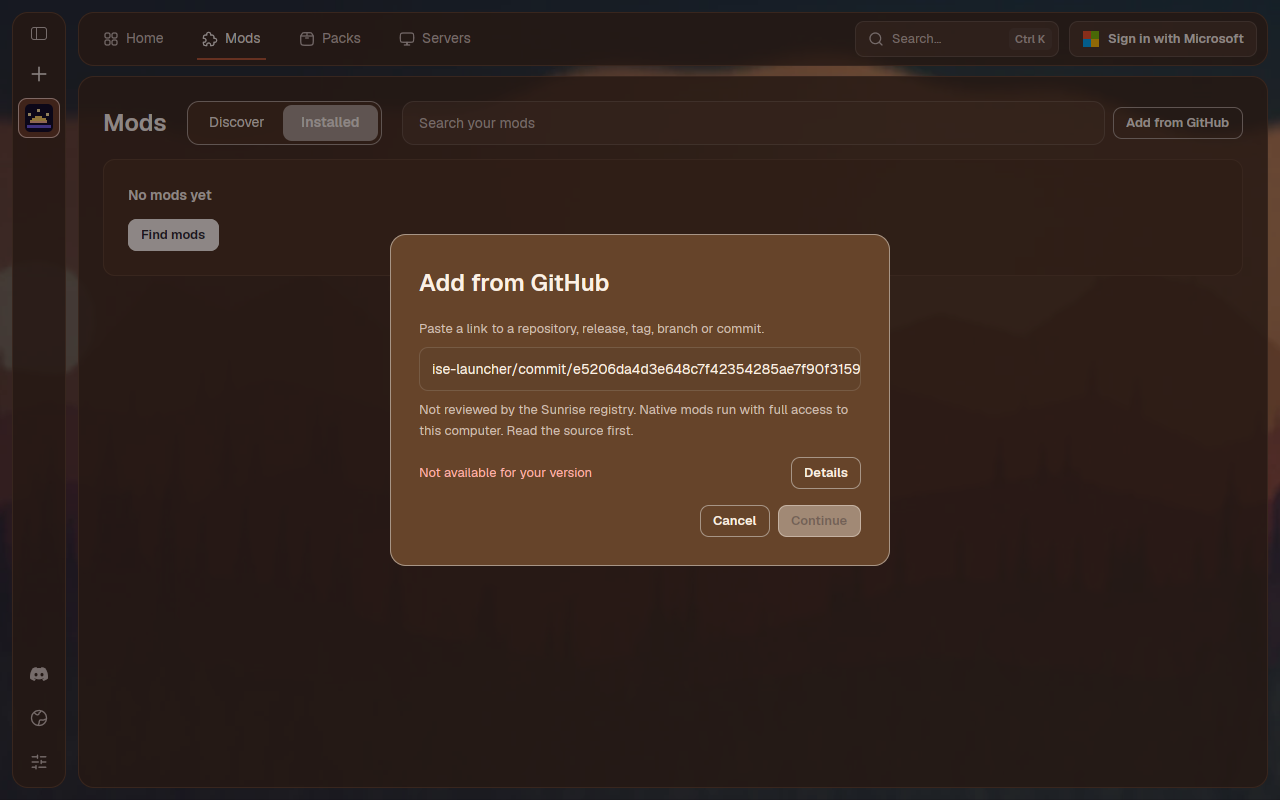 Home
Mods
Packs
Servers
Search...
Ctrl K
Sign in with Microsoft
Mods
Discover
Installed
Search your mods
Add from GitHub
No mods yet
Find mods
Add from GitHub
Paste a link to a repository, release, tag, branch or commit.
ise-launcher/commit/e5206da4d3e648c7f42354285ae7f90f3159
Not reviewed by the Sunrise registry. Native mods run with full access to
this computer. Read the source first.
Not available for your version
Details
Cancel
Continue